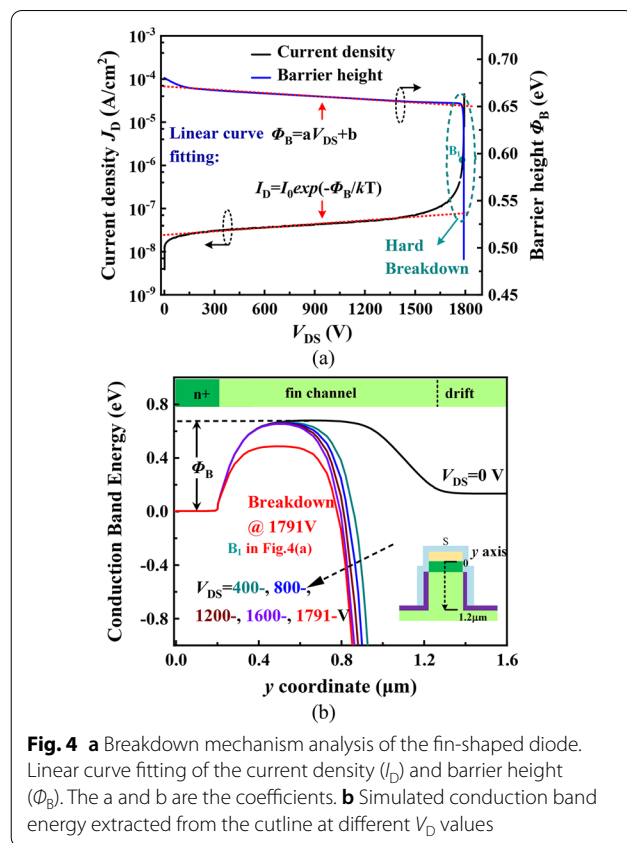 (a)
10⁻³
10⁻⁴
10⁻⁵
10⁻⁶
10⁻⁷
10⁻⁸
10⁻⁹
Current density J_D (A/cm²)
Current density
Barrier height
Linear curve
fitting:
Φ_B=aV_DS+b
I_D=I_0exp(-Φ_B/kT)
B₁
Hard
Breakdown
0.70
0.65
0.60
0.55
0.50
0.45
Barrier height Φ_B (eV)
0 300 600 900 1200 1500 1800
V_DS (V)
(a)
n+ fin channel drift
0.8
0.4
0.0
-0.4
-0.8
Conduction Band Energy (eV)
Φ_B
V_DS=0 V
Breakdown
@ 1791V
B₁ in Fig.4(a)
V_DS=400-, 800-,
1200-, 1600-, 1791-V
S
y axis
0
1.2μm
0.0 0.4 0.8 1.2 1.6
y coordinate (μm)
(b)
Fig. 4 a Breakdown mechanism analysis of the fin-shaped diode.
Linear curve fitting of the current density (I_D) and barrier height
(Φ_B). The a and b are the coefficients. b Simulated conduction band
energy extracted from the cutline at different V_D values